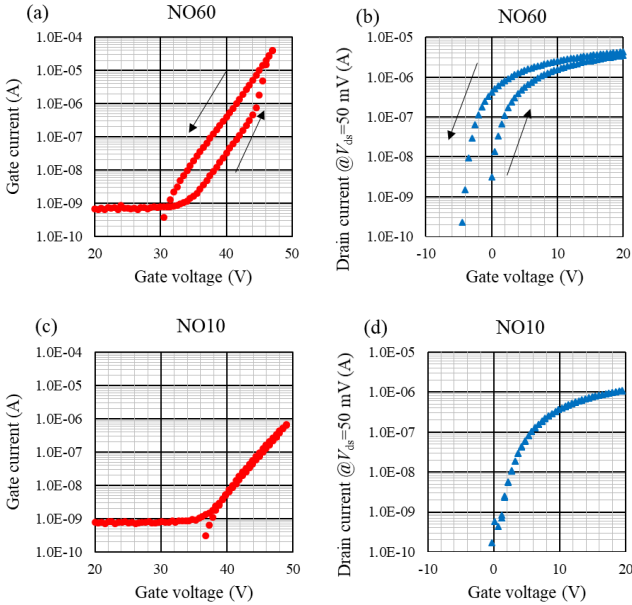 (a) NO60
Gate current (A)
1.0E-04
1.0E-05
1.0E-06
1.0E-07
1.0E-08
1.0E-09
1.0E-10
20 30 40 50
Gate voltage (V)
(b) NO60
Drain current @Vds=50 mV (A)
1.0E-05
1.0E-06
1.0E-07
1.0E-08
1.0E-09
1.0E-10
-10 0 10 20
Gate voltage (V)
(c) NO10
Gate current (A)
1.0E-04
1.0E-05
1.0E-06
1.0E-07
1.0E-08
1.0E-09
1.0E-10
20 30 40 50
Gate voltage (V)
(d) NO10
Drain current @Vds=50 mV (A)
1.0E-05
1.0E-06
1.0E-07
1.0E-08
1.0E-09
1.0E-10
-10 0 10 20
Gate voltage (V)